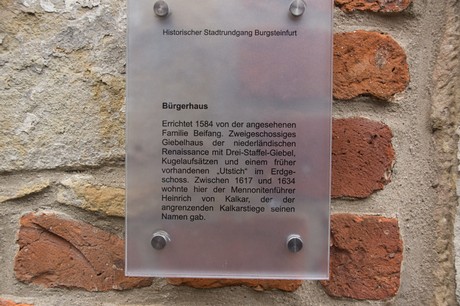 Historischer Stadtrundgang Burgsteinfurt
Bürgerhaus
Errichtet 1584 von der angesehenen
Familie Beifang. Zweigeschossiges
Giebelhaus der niederländischen
Renaissance mit Drei-Staffel-Giebel,
Kugelaufsätzen und einem früher
vorhandenen „Utstich" im Erdge-
schoss. Zwischen 1617 und 1634
wohnte hier der Mennonitenführer
Heinrich von Kalkar, der der
angrenzenden Kalkarstiege seinen
Namen gab.